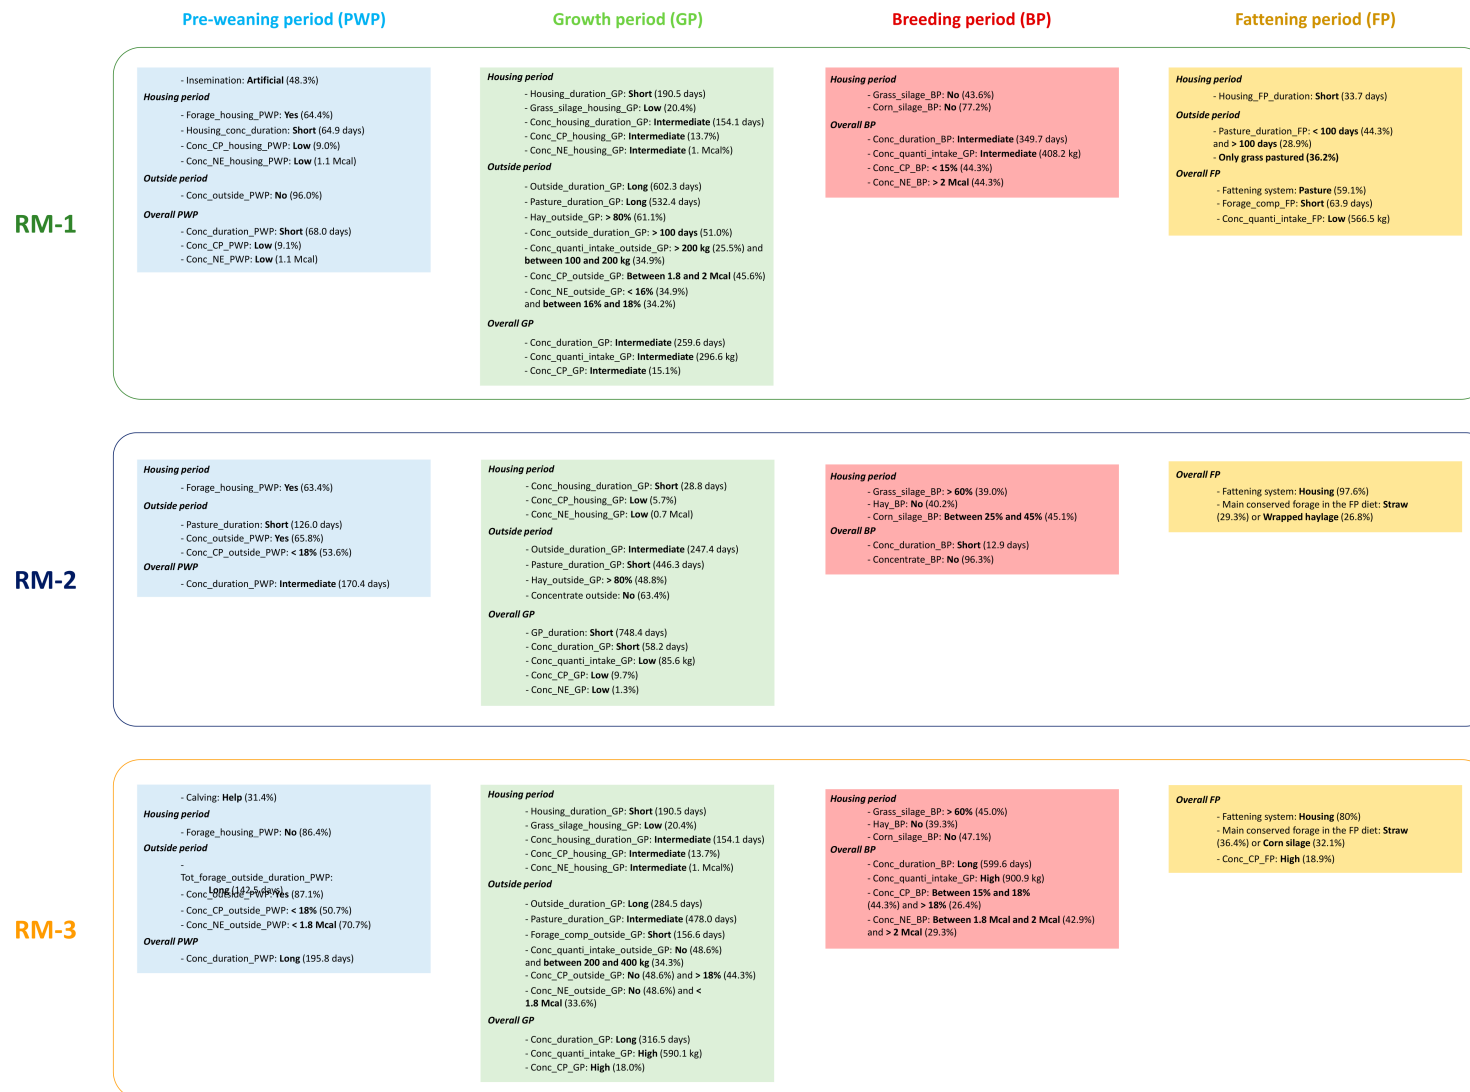 Pre-weaning period (PWP)
Growth period (GP)
Breeding period (BP)
Fattening period (FP)
RM-1
- Insemination: Artificial (48.3%)
Housing period
- Forage_housing_PWP: Yes (64.4%)
- Housing_conc_duration: Short (64.9 days)
- Conc_CP_housing_PWP: Low (9.0%)
- Conc_NE_housing_PWP: Low (1.1 Mcal)
Outside period
- Conc_outside_PWP: No (96.0%)
Overall PWP
- Conc_duration_PWP: Short (68.0 days)
- Conc_CP_PWP: Low (9.1%)
- Conc_NE_PWP: Low (1.1 Mcal)
Housing period
- Housing_duration_GP: Short (190.5 days)
- Grass_silage_housing_GP: Low (20.4%)
- Conc_housing_duration_GP: Intermediate (154.1 days)
- Conc_CP_housing_GP: Intermediate (13.7%)
- Conc_NE_housing_GP: Intermediate (1. Mcal%)
Outside period
- Outside_duration_GP: Long (602.3 days)
- Pasture_duration_GP: Long (532.4 days)
- Hay_outside_GP: > 80% (61.1%)
- Conc_outside_duration_GP: > 100 days (51.0%)
- Conc_quanti_intake_outside_GP: > 200 kg (25.5%) and
between 100 and 200 kg (34.9%)
- Conc_CP_outside_GP: Between 1.8 and 2 Mcal (45.6%)
- Conc_NE_outside_GP: < 16% (34.9%)
and between 16% and 18% (34.2%)
Overall GP
- Conc_duration_GP: Intermediate (259.6 days)
- Conc_quanti_intake_GP: Intermediate (296.6 kg)
- Conc_CP_GP: Intermediate (15.1%)
Housing period
- Grass_silage_BP: No (43.6%)
- Corn_silage_BP: No (77.2%)
Overall BP
- Conc_duration_BP: Intermediate (349.7 days)
- Conc_quanti_intake_GP: Intermediate (408.2 kg)
- Conc_CP_BP: < 15% (44.3%)
- Conc_NE_BP: > 2 Mcal (44.3%)
Housing period
- Housing_FP_duration: Short (33.7 days)
Outside period
- Pasture_duration_FP: < 100 days (44.3%)
and > 100 days (28.9%)
- Only grass pastured (36.2%)
Overall FP
- Fattening system: Pasture (59.1%)
- Forage_comp_FP: Short (63.9 days)
- Conc_quanti_intake_FP: Low (566.5 kg)
RM-2
Housing period
- Forage_housing_PWP: Yes (63.4%)
Outside period
- Pasture_duration: Short (126.0 days)
- Conc_outside_PWP: Yes (65.8%)
- Conc_CP_outside_PWP: < 18% (53.6%)
Overall PWP
- Conc_duration_PWP: Intermediate (170.4 days)
Housing period
- Conc_housing_duration_GP: Short (28.8 days)
- Conc_CP_housing_GP: Low (5.7%)
- Conc_NE_housing_GP: Low (0.7 Mcal)
Outside period
- Outside_duration_GP: Intermediate (247.4 days)
- Pasture_duration_GP: Short (446.3 days)
- Hay_outside_GP: > 80% (48.8%)
- Concentrate outside: No (63.4%)
Overall GP
- GP_duration: Short (748.4 days)
- Conc_duration_GP: Short (58.2 days)
- Conc_quanti_intake_GP: Low (85.6 kg)
- Conc_CP_GP: Low (9.7%)
- Conc_NE_GP: Low (1.3%)
Housing period
- Grass_silage_BP: > 60% (39.0%)
- Hay_BP: No (40.2%)
- Corn_silage_BP: Between 25% and 45% (45.1%)
Overall BP
- Conc_duration_BP: Short (12.9 days)
- Concentrate_BP: No (96.3%)
Overall FP
- Fattening system: Housing (97.6%)
- Main conserved forage in the FP diet: Straw
(29.3%) or Wrapped haylage (26.8%)
RM-3
- Calving: Help (31.4%)
Housing period
- Forage_housing_PWP: No (86.4%)
Outside period
-
Tot_forage_outside_duration_PWP:
Long (142.5 days)
- Conc_outside_PWP: Yes (87.1%)
- Conc_CP_outside_PWP: < 18% (50.7%)
- Conc_NE_outside_PWP: < 1.8 Mcal (70.7%)
Overall PWP
- Conc_duration_PWP: Long (195.8 days)
Housing period
- Housing_duration_GP: Short (190.5 days)
- Grass_silage_housing_GP: Low (20.4%)
- Conc_housing_duration_GP: Intermediate (154.1 days)
- Conc_CP_housing_GP: Intermediate (13.7%)
- Conc_NE_housing_GP: Intermediate (1. Mcal%)
Outside period
- Outside_duration_GP: Long (284.5 days)
- Pasture_duration_GP: Intermediate (478.0 days)
- Forage_comp_outside_GP: Short (156.6 days)
- Conc_quanti_intake_outside_GP: No (48.6%)
and between 200 and 400 kg (34.3%)
- Conc_CP_outside_GP: No (48.6%) and > 18% (44.3%)
- Conc_NE_outside_GP: No (48.6%) and <
1.8 Mcal (33.6%)
Overall GP
- Conc_duration_GP: Long (316.5 days)
- Conc_quanti_intake_GP: High (590.1 kg)
- Conc_CP_GP: High (18.0%)
Housing period
- Grass_silage_BP: > 60% (45.0%)
- Hay_BP: No (39.3%)
- Corn_silage_BP: No (47.1%)
Overall BP
- Conc_duration_BP: Long (599.6 days)
- Conc_quanti_intake_GP: High (900.9 kg)
- Conc_CP_BP: Between 15% and 18%
(44.3%) and > 18% (26.4%)
- Conc_NE_BP: Between 1.8 Mcal and 2 Mcal (42.9%)
and > 2 Mcal (29.3%)
Overall FP
- Fattening system: Housing (80%)
- Main conserved forage in the FP diet: Straw
(36.4%) or Corn silage (32.1%)
- Conc_CP_FP: High (18.9%)